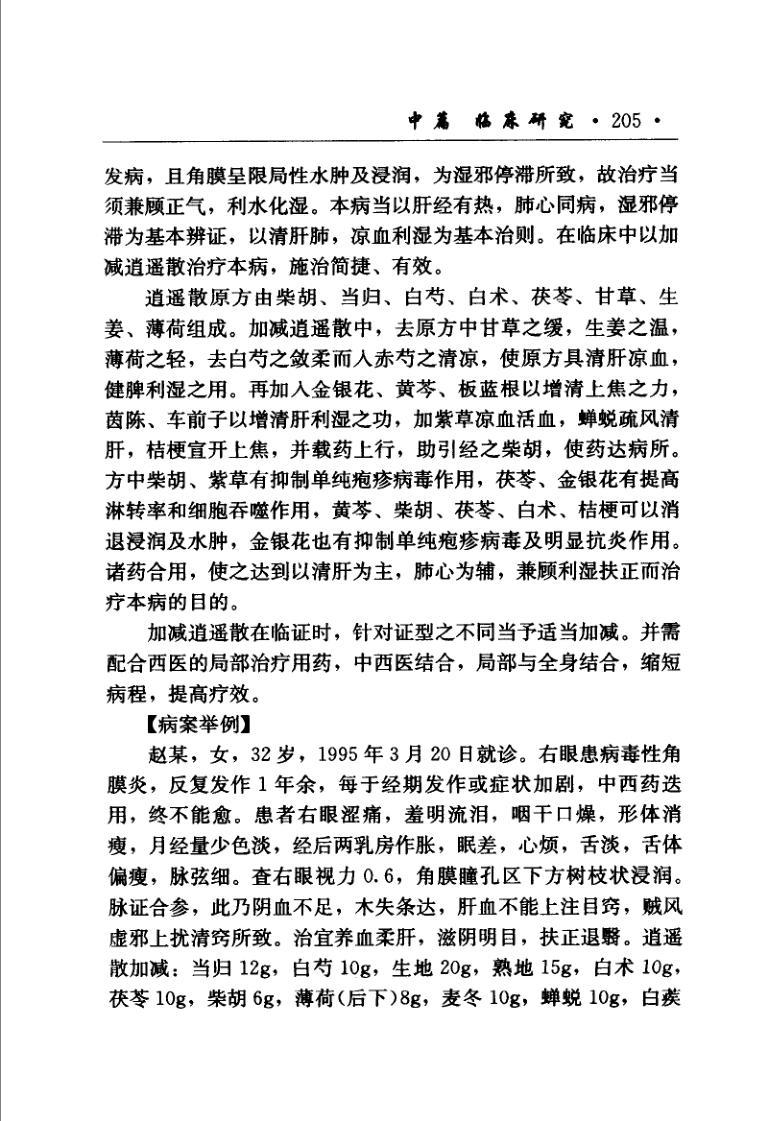 中篇 临床研究 · 205 ·
发病，且角膜呈限局性水肿及浸润，为湿邪停滞所致，故治疗当
须兼顾正气，利水化湿。本病当以肝经有热，肺心同病，湿邪停
滞为基本辨证，以清肝肺，凉血利湿为基本治则。在临床中以加
减逍遥散治疗本病，施治简捷、有效。
逍遥散原方由柴胡、当归、白芍、白术、茯苓、甘草、生
姜、薄荷组成。加减逍遥散中，去原方中甘草之缓，生姜之温，
薄荷之轻，去白芍之敛柔而入赤芍之清凉，使原方具清肝凉血，
健脾利湿之用。再加入金银花、黄芩、板蓝根以增清上焦之力，
茵陈、车前子以增清肝利湿之功，加紫草凉血活血，蝉蜕疏风清
肝，桔梗宣开上焦，并载药上行，助引经之柴胡，使药达病所。
方中柴胡、紫草有抑制单纯疱疹病毒作用，茯苓、金银花有提高
淋转率和细胞吞噬作用，黄芩、柴胡、茯苓、白术、桔梗可以消
退浸润及水肿，金银花也有抑制单纯疱疹病毒及明显抗炎作用。
诸药合用，使之达到以清肝为主，肺心为辅，兼顾利湿扶正而治
疗本病的目的。
加减逍遥散在临证时，针对证型之不同当予适当加减。并需
配合西医的局部治疗用药，中西医结合，局部与全身结合，缩短
病程，提高疗效。
【病案举例】
赵某，女，32岁，1995年3月20日就诊。右眼患病毒性角
膜炎，反复发作1年余，每于经期发作或症状加剧，中西药迭
用，终不能愈。患者右眼涩痛，羞明流泪，咽干口燥，形体消
瘦，月经量少色淡，经后两乳房作胀，眠差，心烦，舌淡，舌体
偏瘦，脉弦细。查右眼视力0.6，角膜瞳孔区下方树枝状浸润。
脉证合参，此乃阴血不足，木失条达，肝血不能上注目窍，贼风
虚邪上扰清窍所致。治宜养血柔肝，滋阴明目，扶正退翳。逍遥
散加减：当归12g，白芍10g，生地20g，熟地15g，白术10g，
茯苓10g，柴胡6g，薄荷(后下)8g，麦冬10g，蝉蜕10g，白蒺